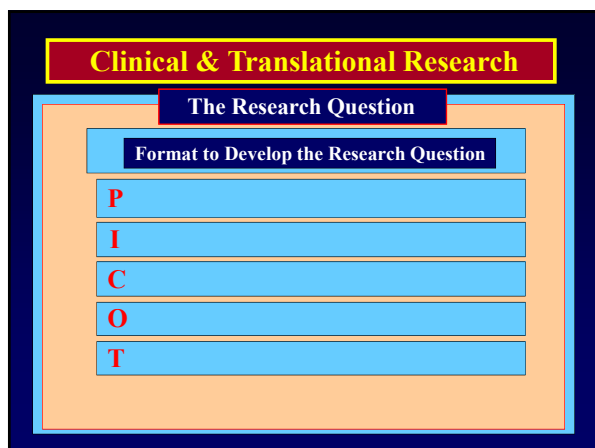 Clinical & Translational Research
The Research Question
Format to Develop the Research Question
P
I
C
O
T